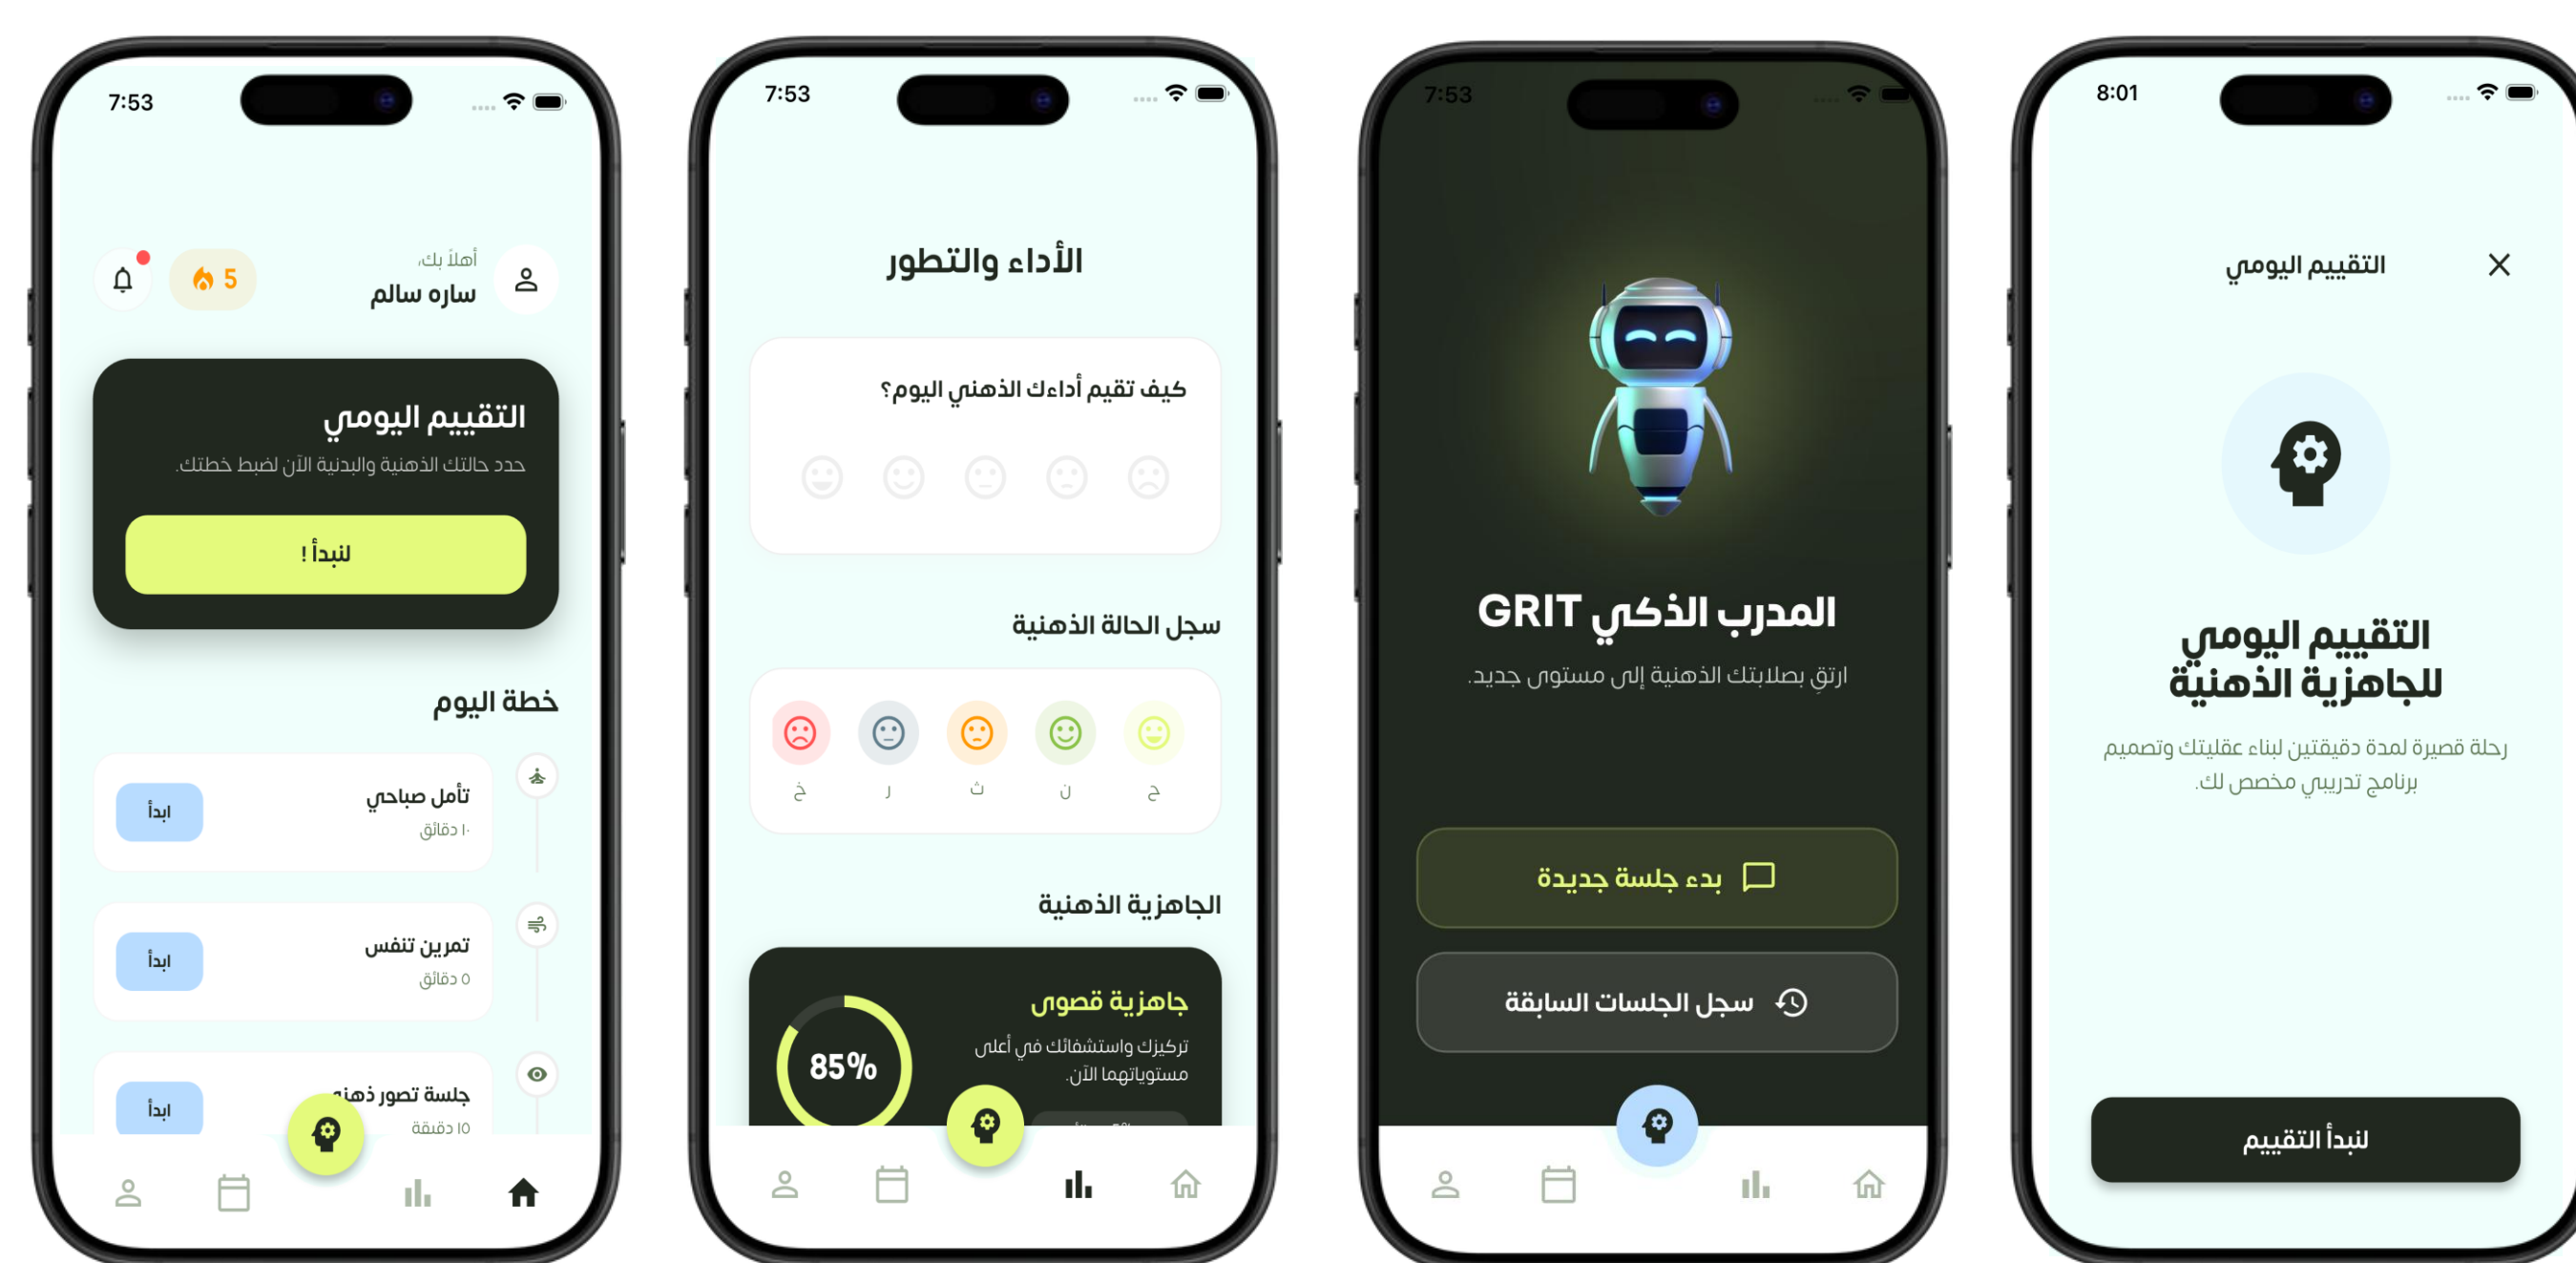 7:53
أهلاً بك،
ساره سالم
5
التقييم اليومي
حدد حالتك الذهنية والبدنية الآن لضبط خطتك.
لنبدأ !
خطة اليوم
تأمل صباحي
١٠ دقائق
ابدأ
تمرين تنفس
٥ دقائق
ابدأ
جلسة تصور
١٥ دقيقة
ابدأ
7:53
الأداء والتطور
كيف تقيم أداءك الذهني اليوم؟
سجل الحالة الذهنية
ح
ن
ث
ر
خ
الجاهزية الذهنية
جاهزية قصوى
تركيزك واستشفائك في أعلى
مستوياتهما الآن.
85%
7:53
المدرب الذكي GRIT
ارتقِ بصلابتك الذهنية إلى مستوى جديد.
بدء جلسة جديدة
سجل الجلسات السابقة
8:01
التقييم اليومي
التقييم اليومي
للجاهزية الذهنية
رحلة قصيرة لمدة دقيقتين لبناء عقليتك وتصميم
برنامج تدريبي مخصص لك.
لنبدأ التقييم